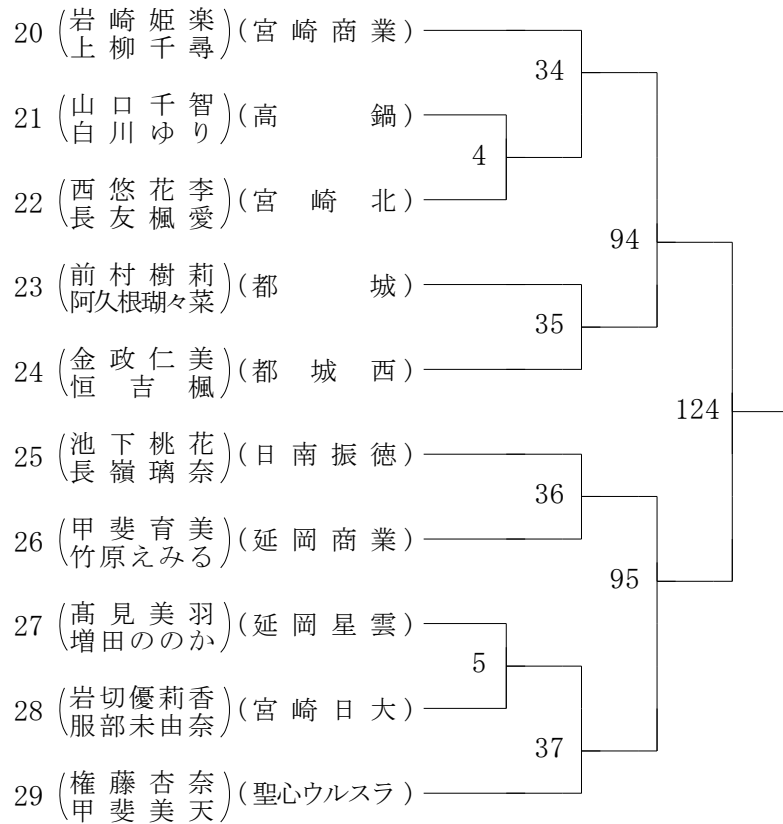 20 (岩崎姫楽 上柳千尋)(宮崎商業)
34
21 (山口千智 白川ゆり)(高鍋)
4
22 (西悠花李 長友楓愛)(宮崎北)
94
23 (前村樹莉 阿久根瑚々菜)(都城)
35
24 (金政仁美 恒吉楓)(都城西)
124
25 (池下桃花 長嶺璃奈)(日南振徳)
36
26 (甲斐育美 竹原えみる)(延岡商業)
95
27 (髙見美羽 増田ののか)(延岡星雲)
5
28 (岩切優莉香 服部未由奈)(宮崎日大)
37
29 (権藤杏奈 甲斐美天)(聖心ウルスラ)